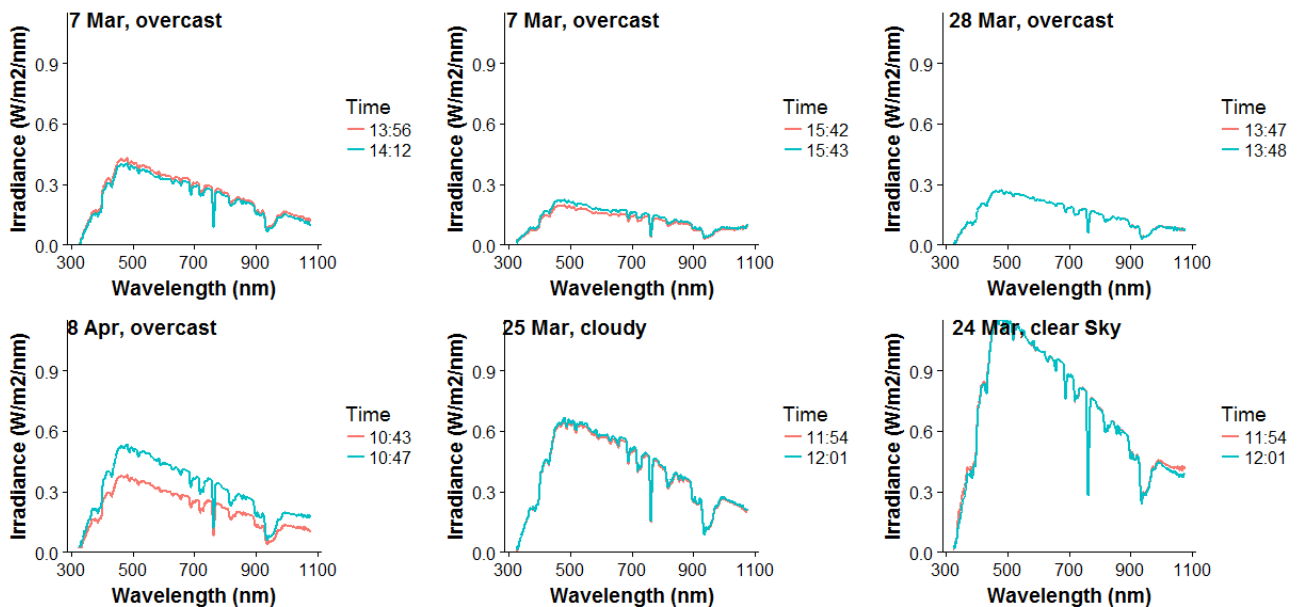 7 Mar, overcast
Irradiance (W/m2/nm)
0.9
0.6
0.3
0.0
300 500 700 900 1100
Wavelength (nm)
Time
13:56
14:12
7 Mar, overcast
Irradiance (W/m2/nm)
0.9
0.6
0.3
0.0
300 500 700 900 1100
Wavelength (nm)
Time
15:42
15:43
28 Mar, overcast
Irradiance (W/m2/nm)
0.9
0.6
0.3
0.0
300 500 700 900 1100
Wavelength (nm)
Time
13:47
13:48
8 Apr, overcast
Irradiance (W/m2/nm)
0.9
0.6
0.3
0.0
300 500 700 900 1100
Wavelength (nm)
Time
10:43
10:47
25 Mar, cloudy
Irradiance (W/m2/nm)
0.9
0.6
0.3
0.0
300 500 700 900 1100
Wavelength (nm)
Time
11:54
12:01
24 Mar, clear Sky
Irradiance (W/m2/nm)
0.9
0.6
0.3
0.0
300 500 700 900 1100
Wavelength (nm)
Time
11:54
12:01